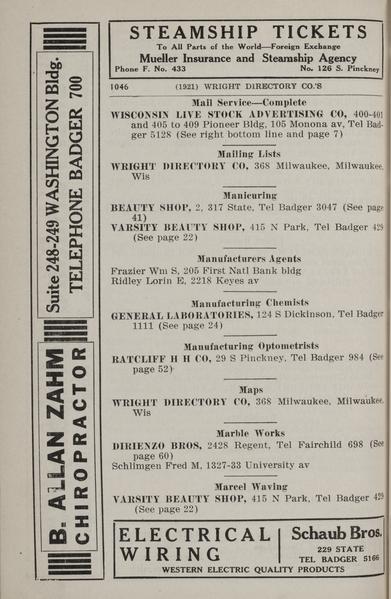 STEAMSHIP TICKETS
To All Parts of the World—Foreign Exchange
Mueller Insurance and Steamship Agency
Phone F. No. 433 No. 126 S. Pinckney
1046 (1921) WRIGHT DIRECTORY CO.'S
Mail Service—Complete
WISCONSIN LIVE STOCK ADVERTISING CO, 400-401
and 405 to 409 Pioneer Bldg, 105 Monona av, Tel Bad-
ger 5128 (See right bottom line and page 7)
Mailing Lists
WRIGHT DIRECTORY CO, 368 Milwaukee, Milwaukee,
Wis
Manicuring
BEAUTY SHOP, 2, 317 State, Tel Badger 3047 (See page
41)
VARSITY BEAUTY SHOP, 415 N Park, Tel Badger 429
(See page 22)
Manufacturers Agents
Frazier Wm S, 205 First Natl Bank bldg
Ridley Lorin E, 2218 Keyes av
Manufacturing Chemists
GENERAL LABORATORIES, 124 S Dickinson, Tel Badger
1111 (See page 24)
Manufacturing Optometrists
RATCLIFF H H CO, 29 S Pinckney, Tel Badger 984 (See
page 52)
Maps
WRIGHT DIRECTORY CO, 368 Milwaukee, Milwaukee,
Wis
Marble Works
DIRIENZO BROS, 2428 Regent, Tel Fairchild 698 (See
page 60)
Schlimgen Fred M, 1327-33 University av
Marcel Waving
VARSITY BEAUTY SHOP, 415 N Park, Tel Badger 429
(See page 22)
ELECTRICAL
WIRING
Schaub Bros.
229 STATE
TEL BADGER 5166
WESTERN ELECTRIC QUALITY PRODUCTS
B. ALLAN ZAHM
CHIROPRACTOR
Suite 248-249 WASHINGTON Bldg.
TELEPHONE BADGER 700